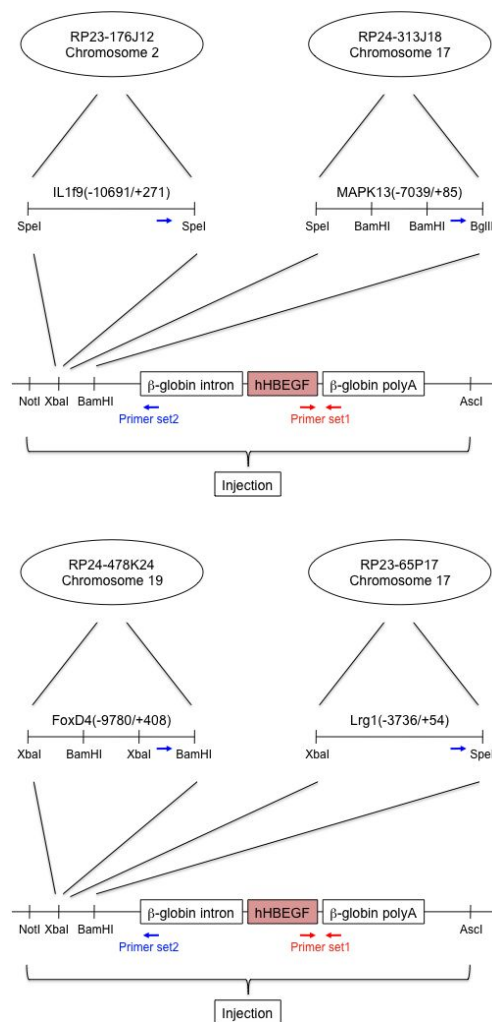 RP23-176J12
Chromosome 2
RP24-313J18
Chromosome 17
IL1f9(-10691/+271)
SpeI
SpeI
MAPK13(-7039/+85)
SpeI
BamHI
BamHI
BglII
β-globin intron
hHBEGF
β-globin polyA
NotI
XbaI
BamHI
AscI
Primer set2
Primer set1
Injection
RP24-478K24
Chromosome 19
RP23-65P17
Chromosome 17
FoxD4(-9780/+408)
XbaI
BamHI
XbaI
BamHI
Lrg1(-3736/+54)
XbaI
SpeI
β-globin intron
hHBEGF
β-globin polyA
NotI
XbaI
BamHI
AscI
Primer set2
Primer set1
Injection